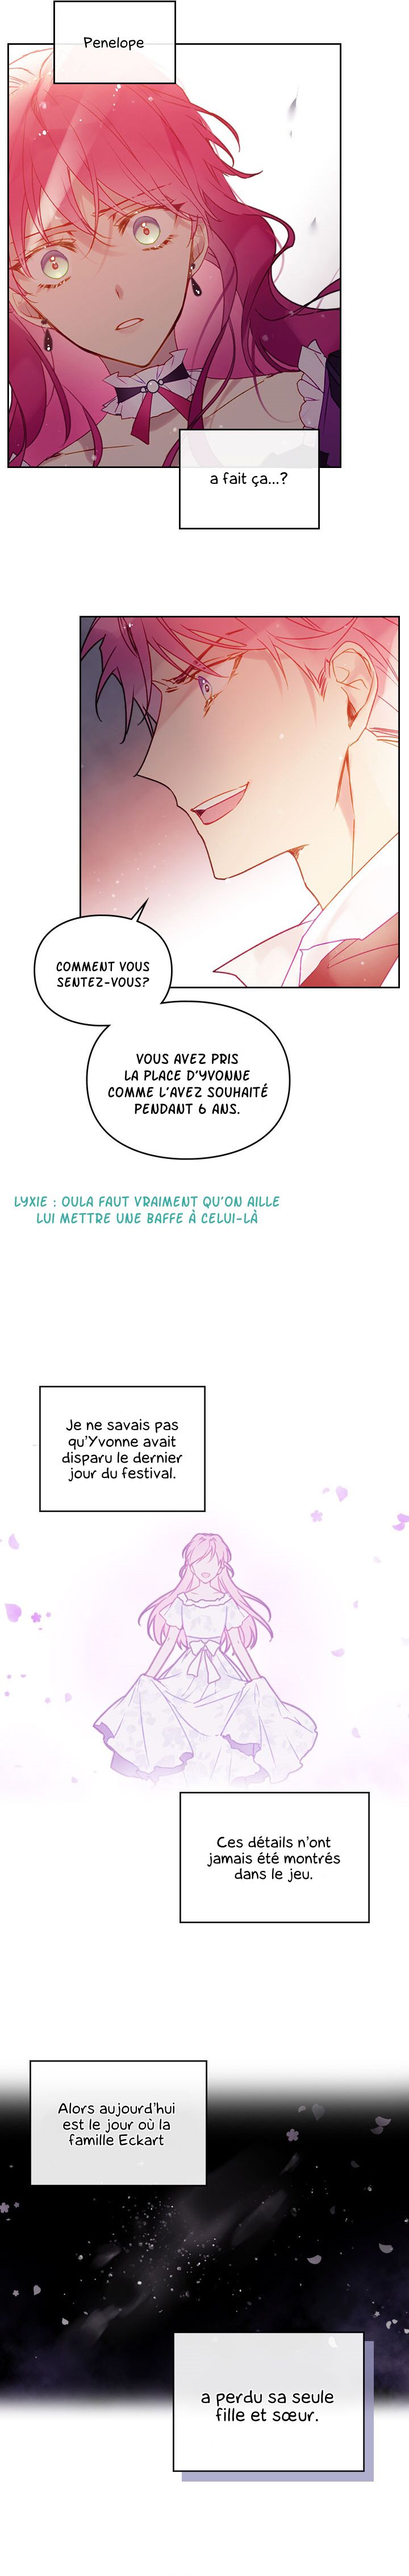 Penelope
a fait ça...?
COMMENT VOUS
SENTEZ-VOUS?
VOUS AVEZ PRIS
LA PLACE D'YVONNE
COMME L'AVEZ SOUHAITÉ
PENDANT 6 ANS.
LYXIE : OULA FAUT VRAIMENT QU'ON AILLE
LUI METTRE UNE BAFFE À CELUI-LÀ
Je ne savais pas
qu'Yvonne avait
disparu le dernier
jour du festival.
Ces détails n'ont
jamais été montrés
dans le jeu.
Alors aujourd'hui
est le jour où la
famille Eckart
a perdu sa seule
fille et sœur.